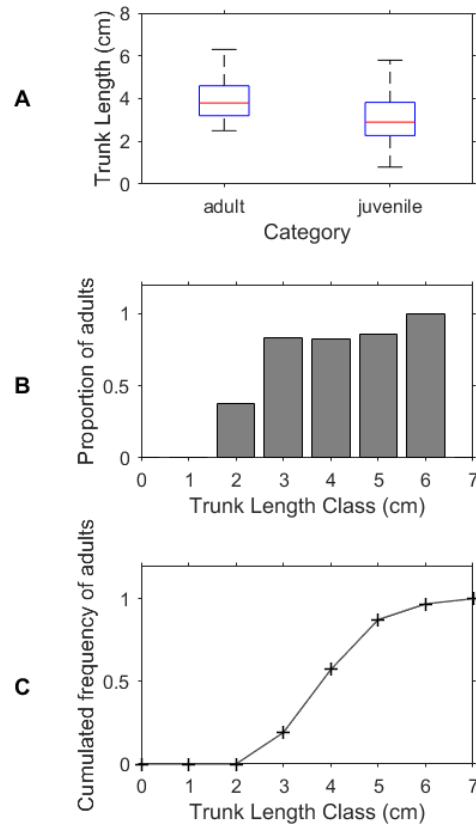 A
Trunk Length (cm)
8
6
4
2
0
adult juvenile
Category
B
Proportion of adults
1
0.5
0
0 1 2 3 4 5 6 7
Trunk Length Class (cm)
C
Cumulated frequency of adults
1
0.5
0
0 1 2 3 4 5 6 7
Trunk Length Class (cm)